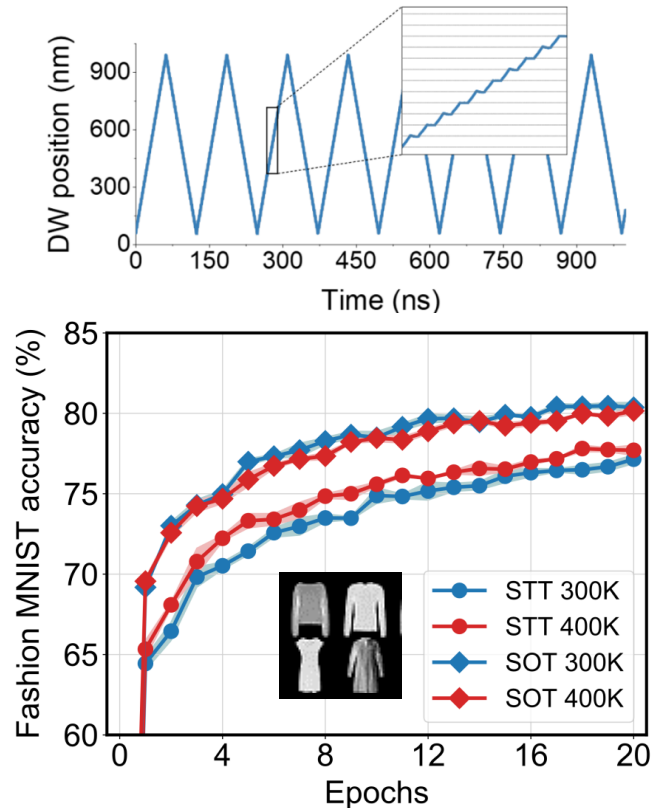 DW position (nm)
900
600
300
0
0 150 300 450 600 750 900
Time (ns)
Fashion MNIST accuracy (%)
85
80
75
70
65
60
STT 300K
STT 400K
SOT 300K
SOT 400K
0 4 8 12 16 20
Epochs